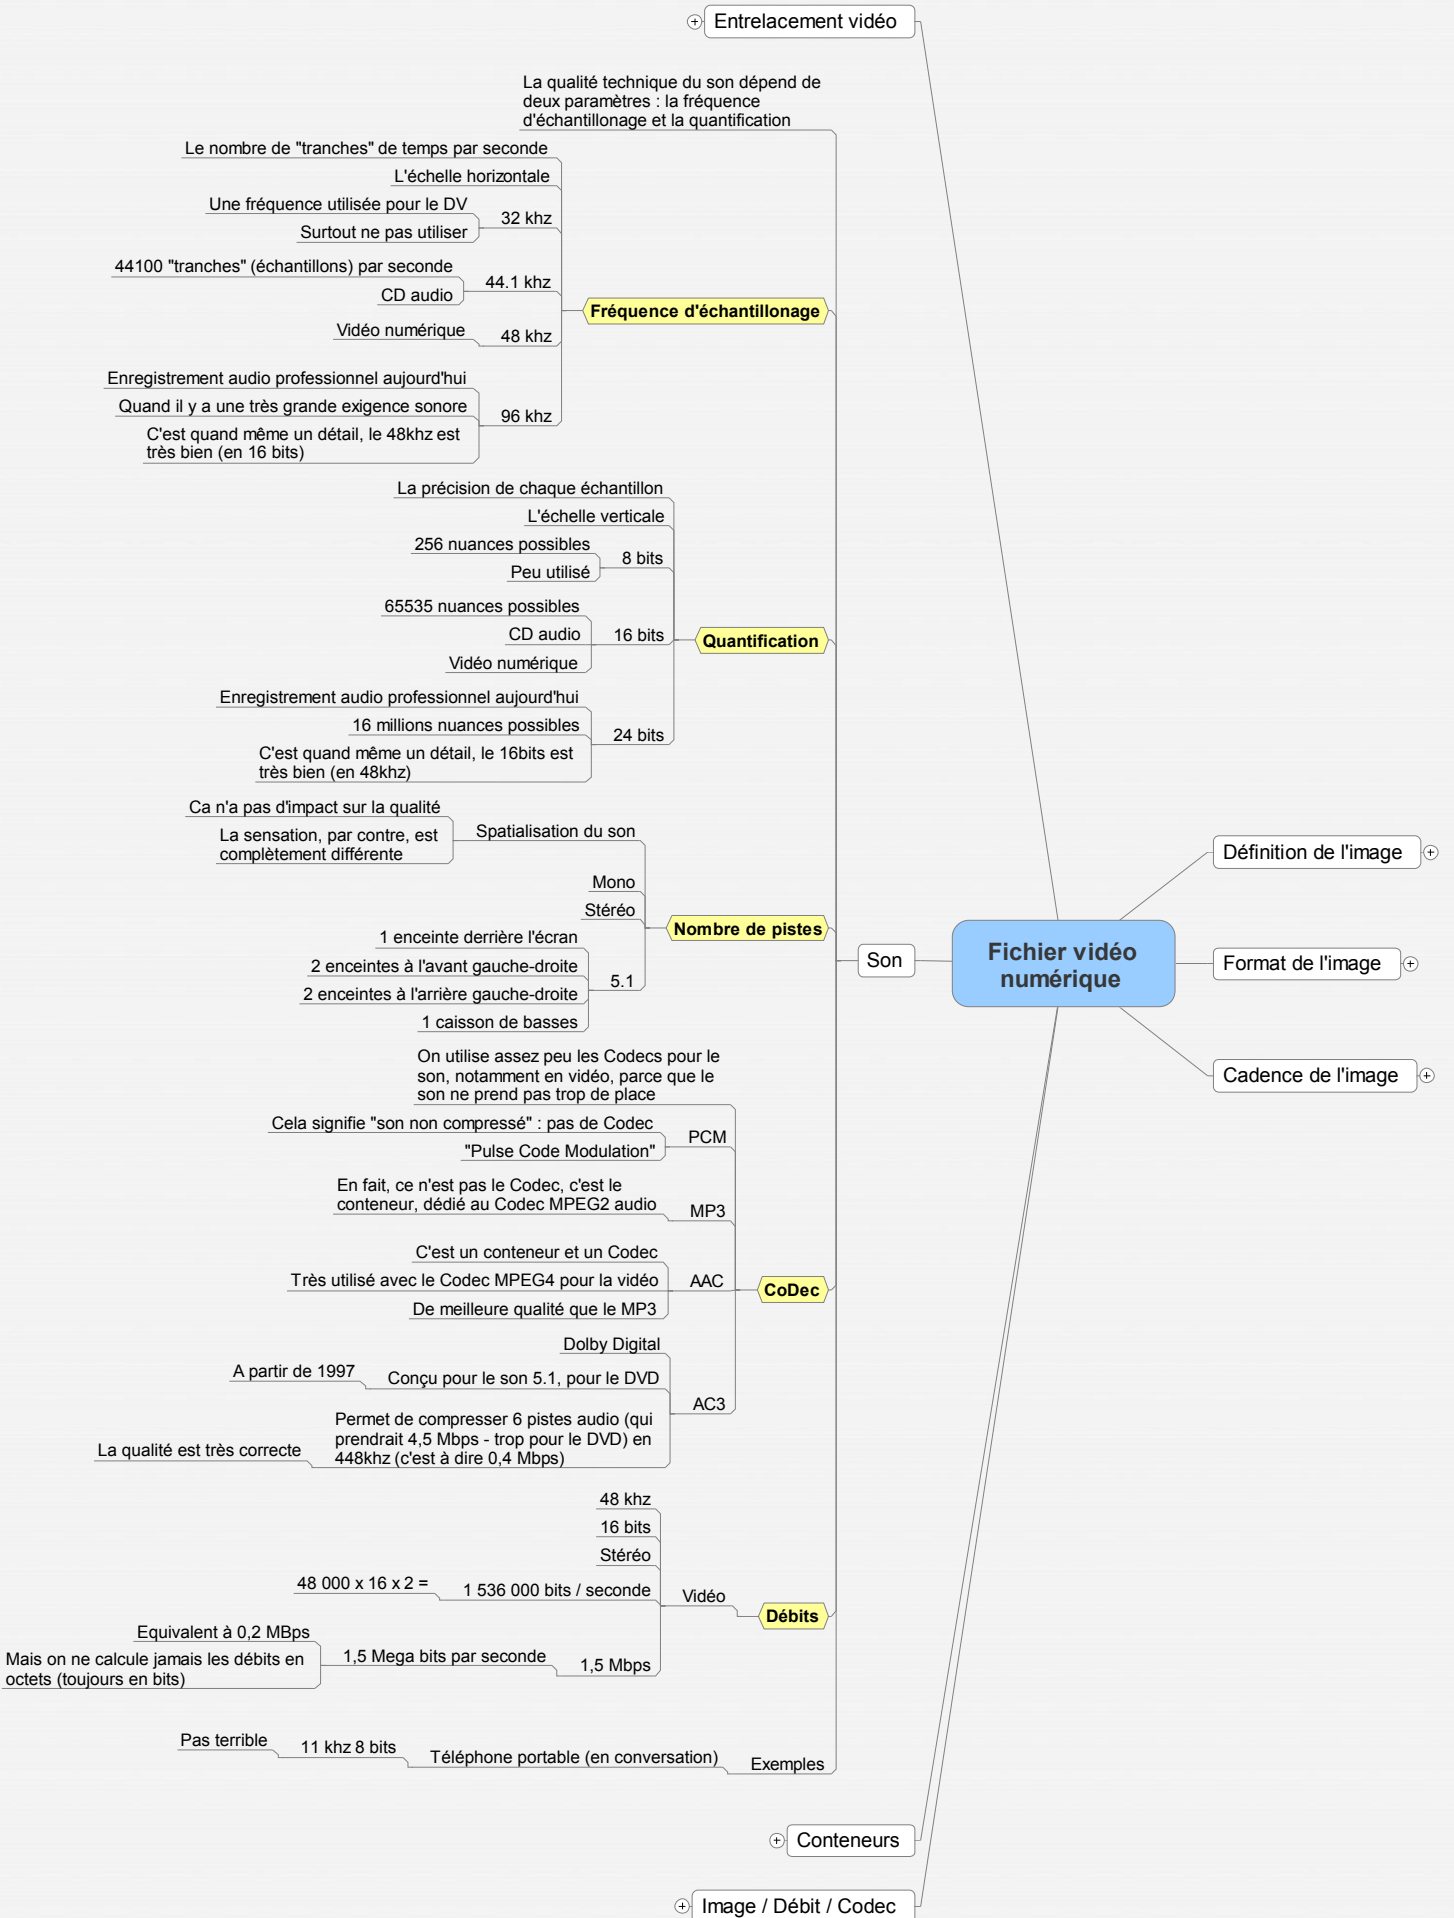 Entrelacement vidéo
La qualité technique du son dépend de
deux paramètres : la fréquence
d'échantillonage et la quantification
Le nombre de "tranches" de temps par seconde
L'échelle horizontale
Une fréquence utilisée pour le DV
Surtout ne pas utiliser
32 khz
44100 "tranches" (échantillons) par seconde
CD audio
44.1 khz
Fréquence d'échantillonage
Vidéo numérique
48 khz
Enregistrement audio professionnel aujourd'hui
Quand il y a une très grande exigence sonore
C'est quand même un détail, le 48khz est
très bien (en 16 bits)
96 khz
La précision de chaque échantillon
L'échelle verticale
256 nuances possibles
Peu utilisé
8 bits
65535 nuances possibles
CD audio
Vidéo numérique
16 bits
Quantification
Enregistrement audio professionnel aujourd'hui
16 millions nuances possibles
C'est quand même un détail, le 16bits est
très bien (en 48khz)
24 bits
Ca n'a pas d'impact sur la qualité
La sensation, par contre, est
complètement différente
Spatialisation du son
Mono
Stéréo
Nombre de pistes
1 enceinte derrière l'écran
2 enceintes à l'avant gauche-droite
2 enceintes à l'arrière gauche-droite
1 caisson de basses
5.1
Son
Fichier vidéo
numérique
Définition de l'image
Format de l'image
Cadence de l'image
On utilise assez peu les Codecs pour le
son, notamment en vidéo, parce que le
son ne prend pas trop de place
Cela signifie "son non compressé" : pas de Codec
"Pulse Code Modulation"
PCM
En fait, ce n'est pas le Codec, c'est le
conteneur, dédié au Codec MPEG2 audio
MP3
C'est un conteneur et un Codec
Très utilisé avec le Codec MPEG4 pour la vidéo
De meilleure qualité que le MP3
AAC
CoDec
Dolby Digital
A partir de 1997
Conçu pour le son 5.1, pour le DVD
AC3
Permet de compresser 6 pistes audio (qui
prendrait 4,5 Mbps - trop pour le DVD) en
448khz (c'est à dire 0,4 Mbps)
La qualité est très correcte
48 khz
16 bits
Stéréo
48 000 x 16 x 2 =
1 536 000 bits / seconde
Vidéo
Débits
Equivalent à 0,2 MBps
Mais on ne calcule jamais les débits en
octets (toujours en bits)
1,5 Mega bits par seconde
1,5 Mbps
Pas terrible
11 khz 8 bits
Téléphone portable (en conversation)
Exemples
Conteneurs
Image / Débit / Codec